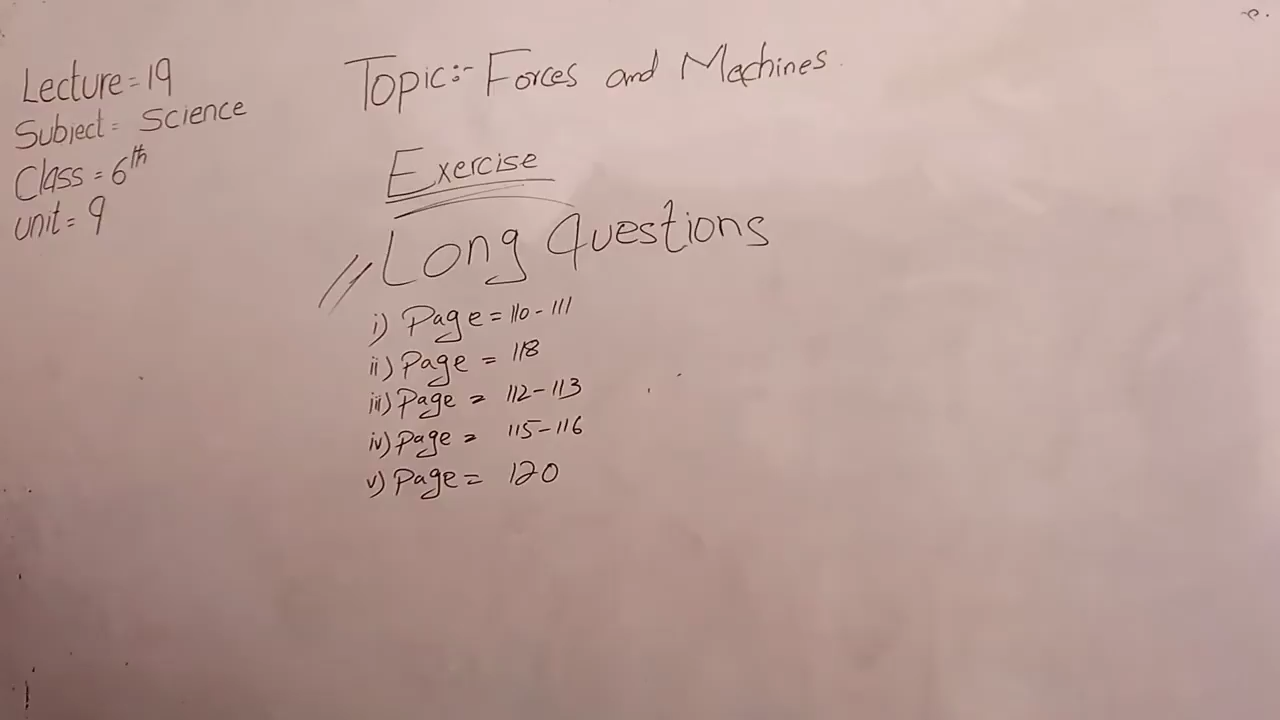 Lecture = 19
Subject = Science
Class = 6th
unit = 9
Topic:- Forces and Machines.
Exercise
Long Questions
i) Page = 110-111
ii) Page = 118
iii) Page = 112-113
iv) Page = 115-116
v) Page = 120